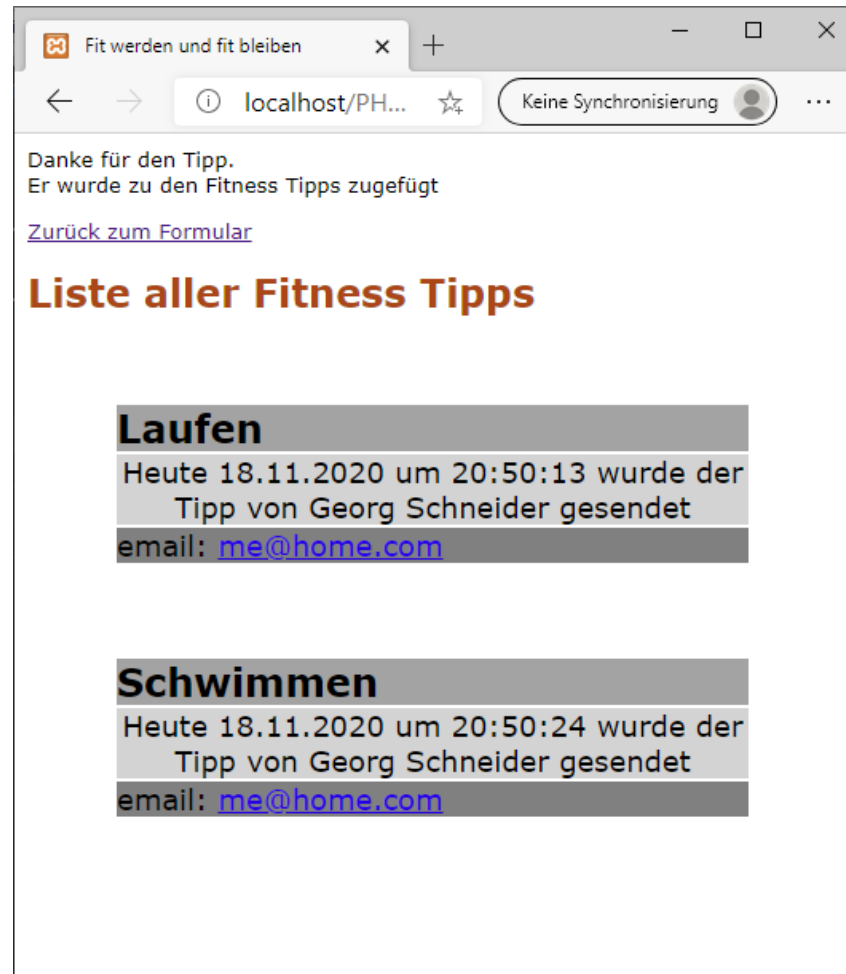 Fit werden und fit bleiben
localhost/PH...
Keine Synchronisierung
Danke für den Tipp.
Er wurde zu den Fitness Tipps zugefügt
Zurück zum Formular
Liste aller Fitness Tipps
Laufen
Heute 18.11.2020 um 20:50:13 wurde der
Tipp von Georg Schneider gesendet
email: me@home.com
Schwimmen
Heute 18.11.2020 um 20:50:24 wurde der
Tipp von Georg Schneider gesendet
email: me@home.com